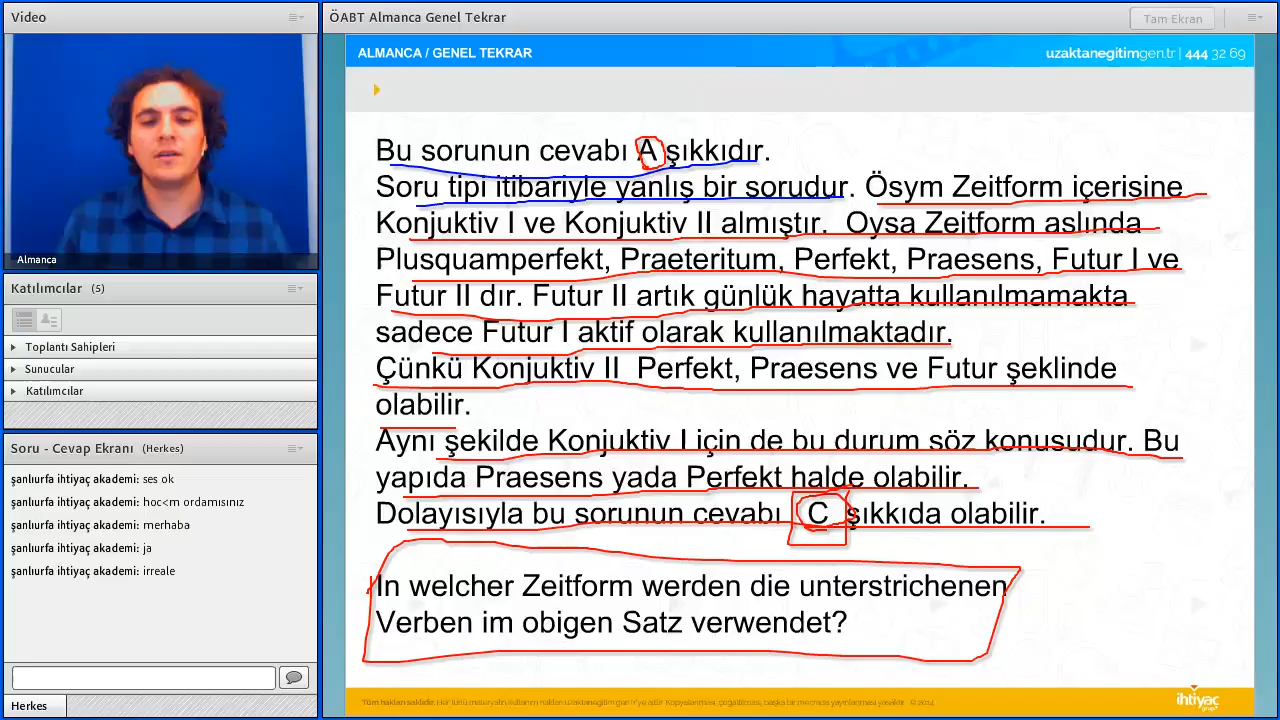 Video
ÖABT Almanca Genel Tekrar
Tam Ekran
ALMANCA / GENEL TEKRAR
uzaktanegitimgen.tr | 444 32 69
Almanca
Katılımcılar (5)
Toplantı Sahipleri
Sunucular
Katılımcılar
Soru - Cevap Ekranı (Herkes)
şanlıurfa ihtiyaç akademi: ses ok
şanlıurfa ihtiyaç akademi: hoac<m ordamısınız
şanlıurfa ihtiyaç akademi: merhaba
şanlıurfa ihtiyaç akademi: ja
şanlıurfa ihtiyaç akademi: irreale
Herkes
Bu sorunun cevabı A şıkkıdır.
Soru tipi itibariyle yanlış bir sorudur. Ösym Zeitform içerisine
Konjuktiv I ve Konjuktiv II almıştır. Oysa Zeitform aslında
Plusquamperfekt, Praeteritum, Perfekt, Praesens, Futur I ve
Futur II dır. Futur II artık günlük hayatta kullanılmamakta
sadece Futur I aktif olarak kullanılmaktadır.
Çünkü Konjuktiv II Perfekt, Praesens ve Futur şeklinde
olabilir.
Aynı şekilde Konjuktiv I için de bu durum söz konusudur. Bu
yapıda Praesens yada Perfekt halde olabilir.
Dolayısıyla bu sorunun cevabı C şıkkıda olabilir.
In welcher Zeitform werden die unterstrichenen
Verben im obigen Satz verwendet?
ihtiyaç